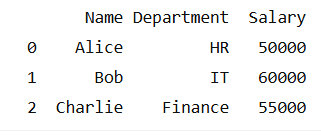 Name Department Salary
0 Alice HR 50000
1 Bob IT 60000
2 Charlie Finance 55000